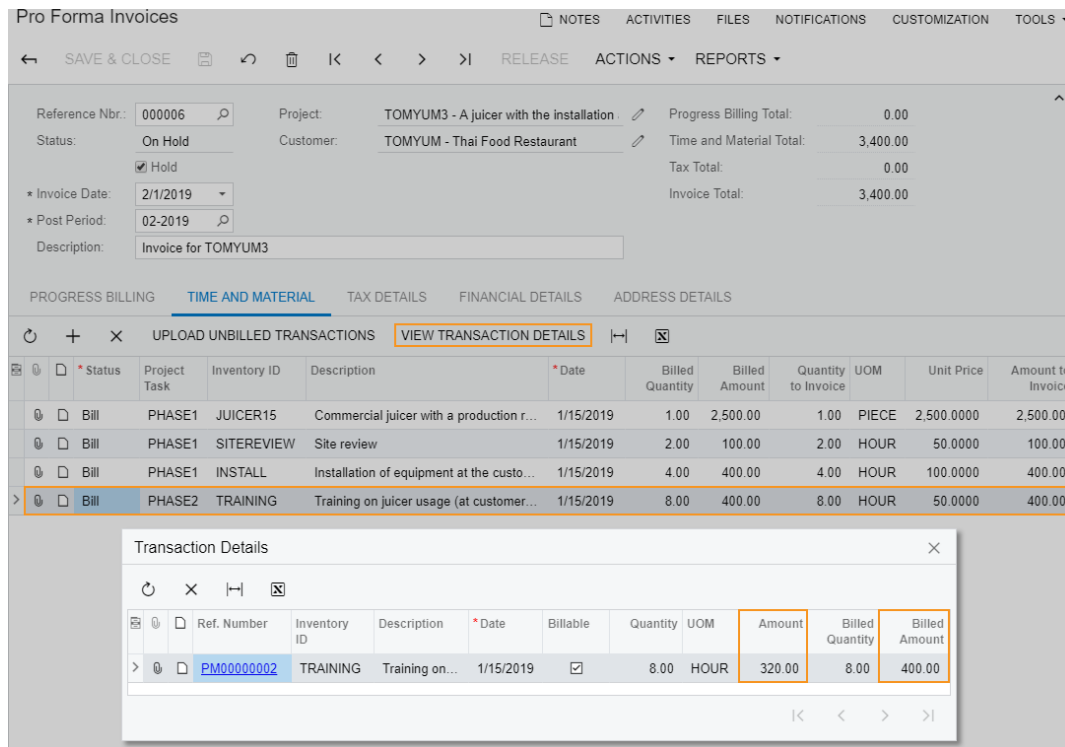 Pro Forma Invoices
NOTES ACTIVITIES FILES NOTIFICATIONS CUSTOMIZATION TOOLS
SAVE & CLOSE RELEASE ACTIONS REPORTS
Reference Nbr.: 000006 Project: TOMYUM3 - A juicer with the installation Progress Billing Total: 0.00
Status: On Hold Customer: TOMYUM - Thai Food Restaurant Time and Material Total: 3,400.00
Hold Tax Total: 0.00
* Invoice Date: 2/1/2019 Invoice Total: 3,400.00
* Post Period: 02-2019
Description: Invoice for TOMYUM3
PROGRESS BILLING TIME AND MATERIAL TAX DETAILS FINANCIAL DETAILS ADDRESS DETAILS
UPLOAD UNBILLED TRANSACTIONS VIEW TRANSACTION DETAILS
* Status Project Inventory ID Description * Date Billed Billed Quantity UOM Unit Price Amount to
Task Quantity Amount to Invoice Invoice
Bill PHASE1 JUICER15 Commercial juicer with a production r... 1/15/2019 1.00 2,500.00 1.00 PIECE 2,500.0000 2,500.00
Bill PHASE1 SITEREVIEW Site review 1/15/2019 2.00 100.00 2.00 HOUR 50.0000 100.00
Bill PHASE1 INSTALL Installation of equipment at the custo... 1/15/2019 4.00 400.00 4.00 HOUR 100.0000 400.00
Bill PHASE2 TRAINING Training on juicer usage (at customer... 1/15/2019 8.00 400.00 8.00 HOUR 50.0000 400.00
Transaction Details
Ref. Number Inventory Description * Date Billable Quantity UOM Amount Billed Billed
ID Quantity Amount
PM00000002 TRAINING Training on... 1/15/2019 8.00 HOUR 320.00 8.00 400.00